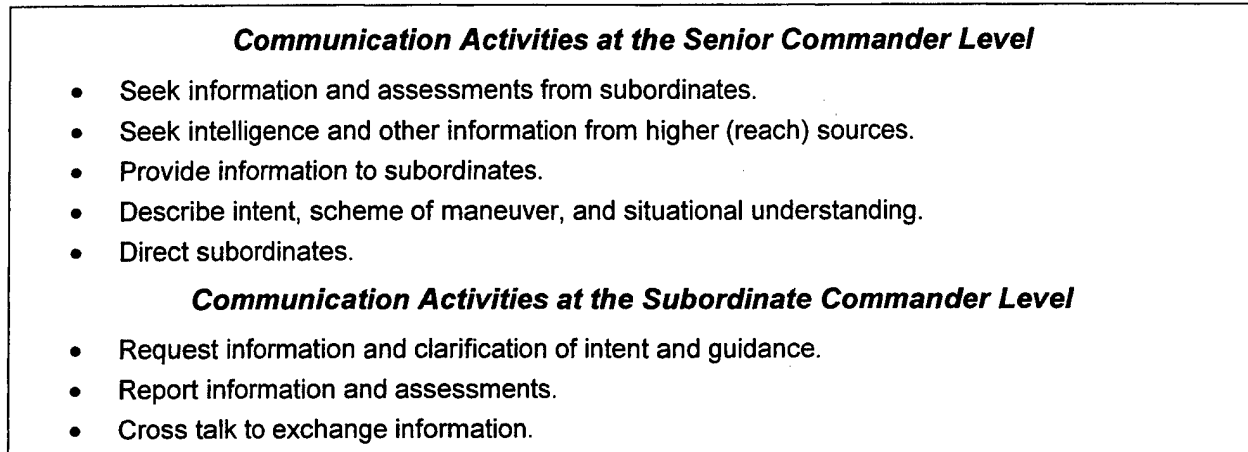 Communication Activities at the Senior Commander Level
• Seek information and assessments from subordinates.
• Seek intelligence and other information from higher (reach) sources.
• Provide information to subordinates.
• Describe intent, scheme of maneuver, and situational understanding.
• Direct subordinates.
Communication Activities at the Subordinate Commander Level
• Request information and clarification of intent and guidance.
• Report information and assessments.
• Cross talk to exchange information.